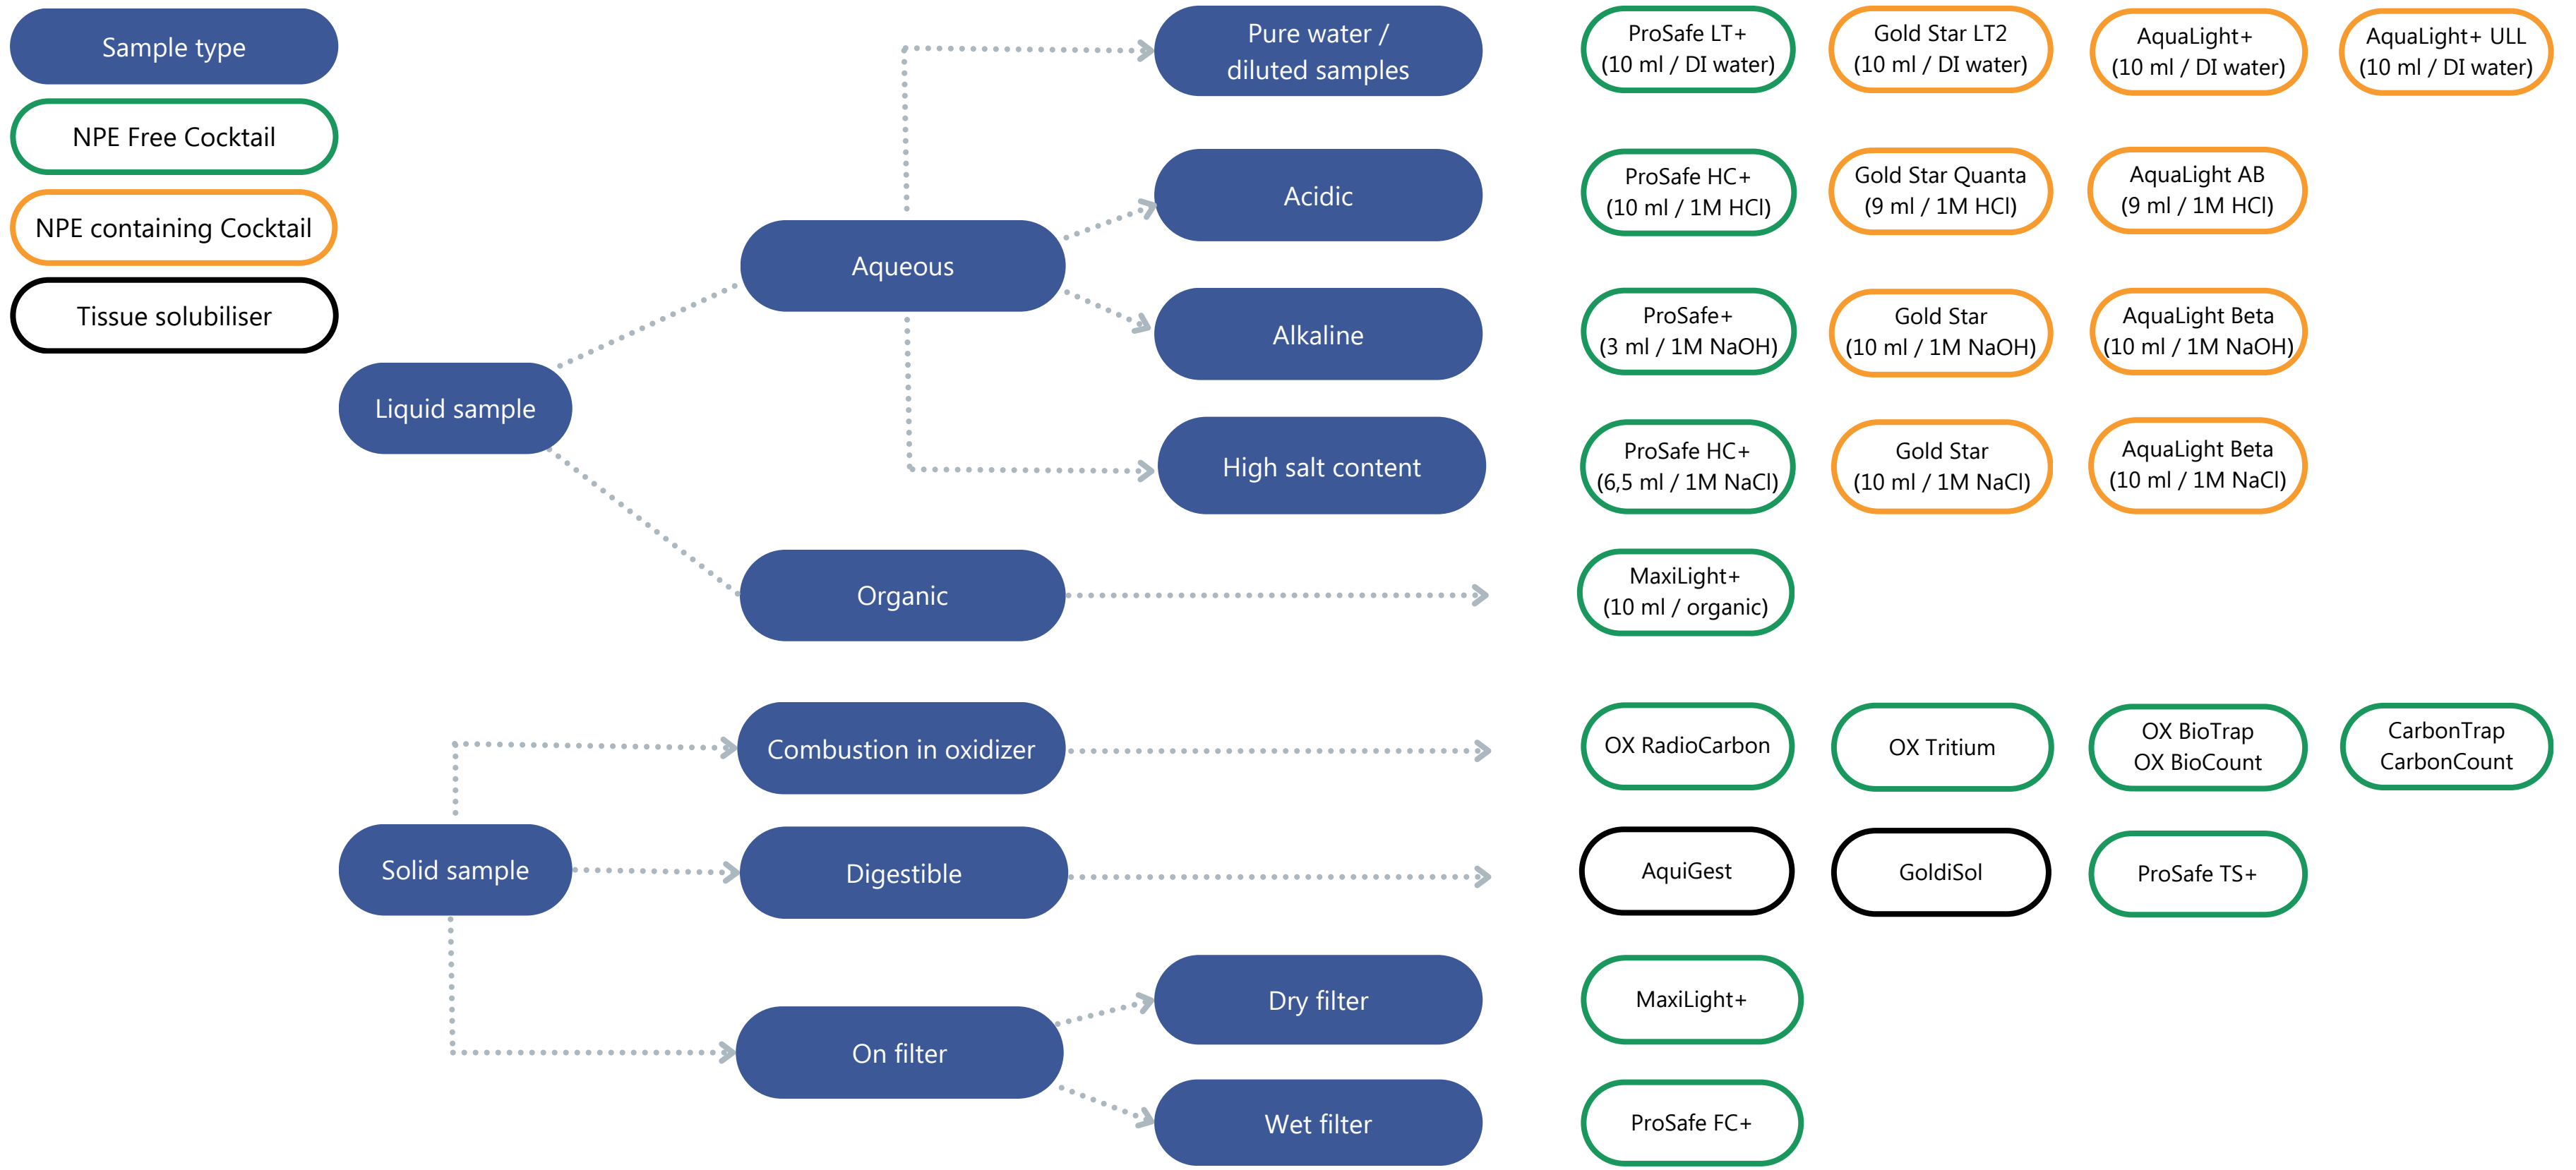 Sample type
NPE Free Cocktail
NPE containing Cocktail
Tissue solubiliser
Liquid sample
Aqueous
Pure water /
diluted samples
ProSafe LT+
(10 ml / DI water)
Gold Star LT2
(10 ml / DI water)
AquaLight+
(10 ml / DI water)
AquaLight+ ULL
(10 ml / DI water)
Acidic
ProSafe HC+
(10 ml / 1M HCl)
Gold Star Quanta
(9 ml / 1M HCl)
AquaLight AB
(9 ml / 1M HCl)
Alkaline
ProSafe+
(3 ml / 1M NaOH)
Gold Star
(10 ml / 1M NaOH)
AquaLight Beta
(10 ml / 1M NaOH)
High salt content
ProSafe HC+
(6,5 ml / 1M NaCl)
Gold Star
(10 ml / 1M NaCl)
AquaLight Beta
(10 ml / 1M NaCl)
Organic
MaxiLight+
(10 ml / organic)
Solid sample
Combustion in oxidizer
OX RadioCarbon
OX Tritium
OX BioTrap
OX BioCount
CarbonTrap
CarbonCount
Digestible
AquiGest
GoldiSol
ProSafe TS+
On filter
Dry filter
MaxiLight+
Wet filter
ProSafe FC+